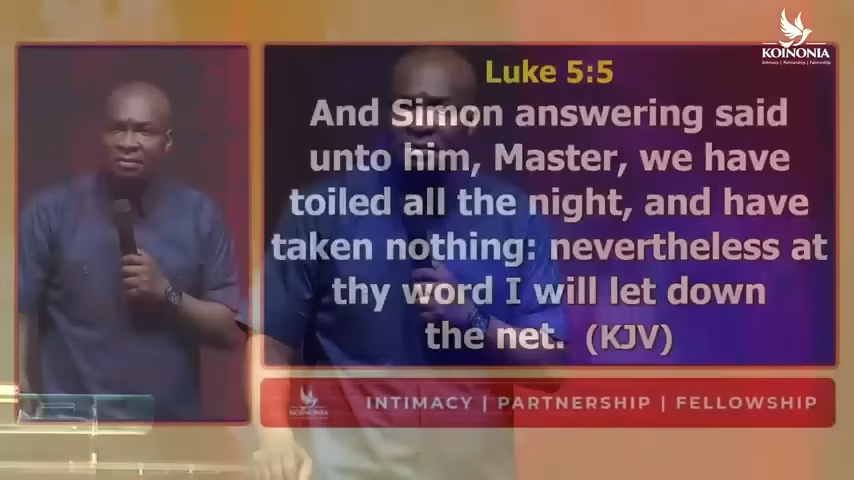 KOINONIA
Intimacy | Partnership | Fellowship
Luke 5:5
And Simon answering said
unto him, Master, we have
toiled all the night, and have
taken nothing: nevertheless at
thy word I will let down
the net. (KJV)
KOINONIA
INTIMACY | PARTNERSHIP | FELLOWSHIP